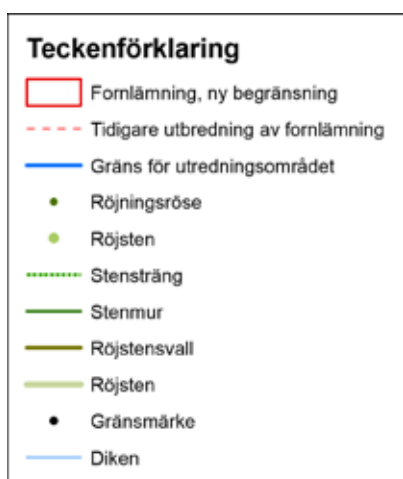 Teckenförklaring
Fornlämning, ny begränsning
Tidigare utbredning av fornlämning
Gräns för utredningsområdet
Röjningsröse
Röjsten
Stensträng
Stenmur
Röjstensvall
Röjsten
Gränsmärke
Diken